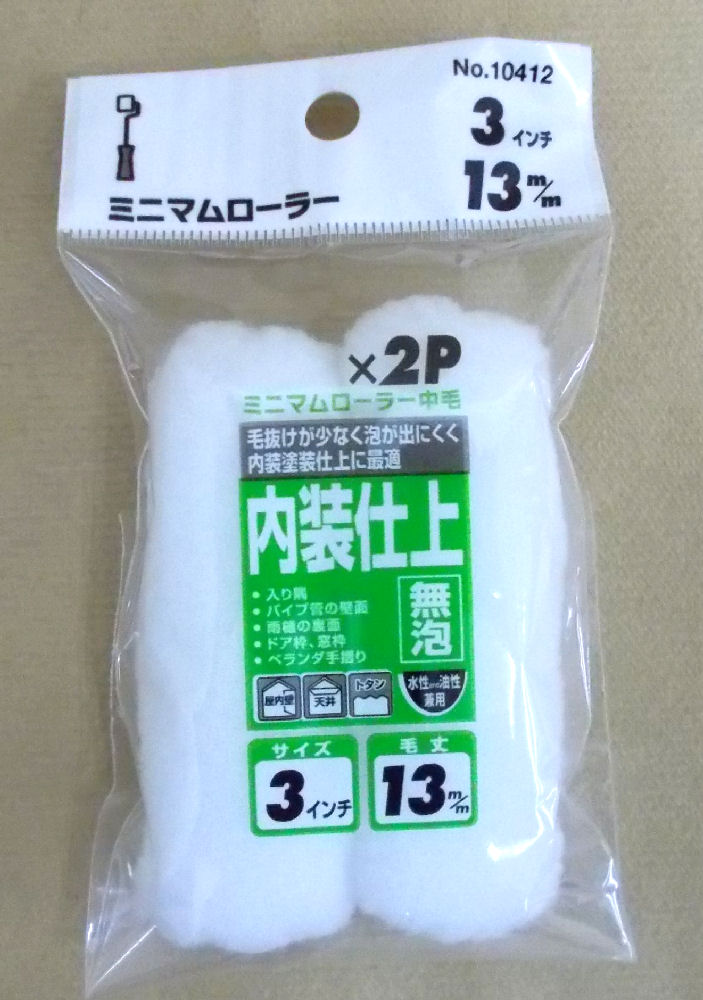 No.10412
3インチ
13m/m
ミニマムローラー
×2P
ミニマムローラー中毛
毛抜けが少なく泡が出にくく
内装塗装仕上に最適
内装仕上
無泡
・入り隅
・パイプ管の壁面
・雨樋の裏面
・ドア枠、窓枠
・ベランダ手摺り
屋内壁
天井
トタン
水性and油性
兼用
サイズ
3インチ
毛丈
13m/m